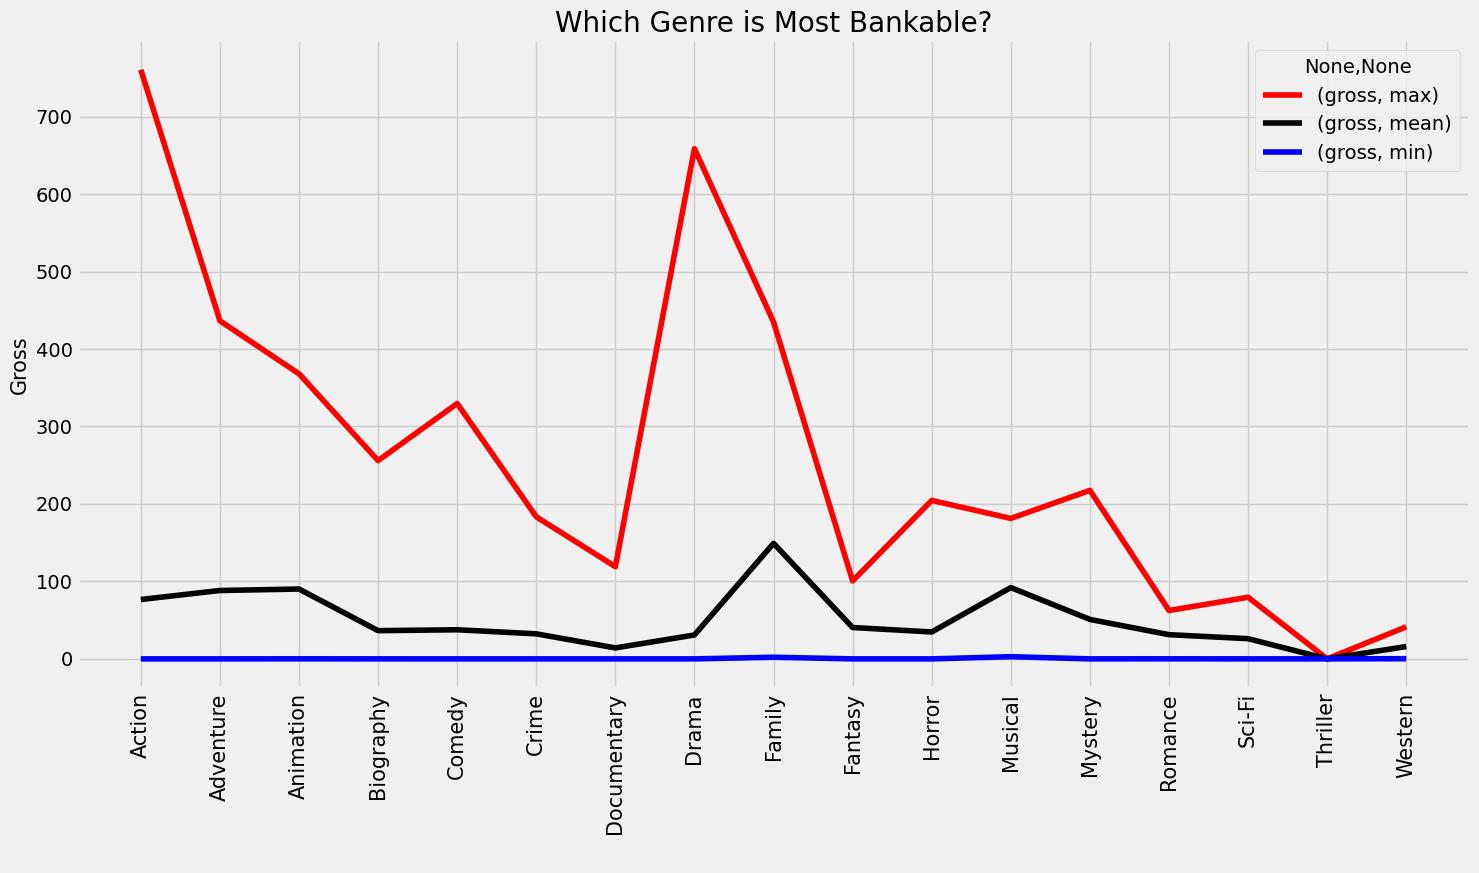 Which Genre is Most Bankable?
None,None
(gross, max)
(gross, mean)
(gross, min)
Gross
700
600
500
400
300
200
100
0
Action
Adventure
Animation
Biography
Comedy
Crime
Documentary
Drama
Family
Fantasy
Horror
Musical
Mystery
Romance
Sci-Fi
Thriller
Western